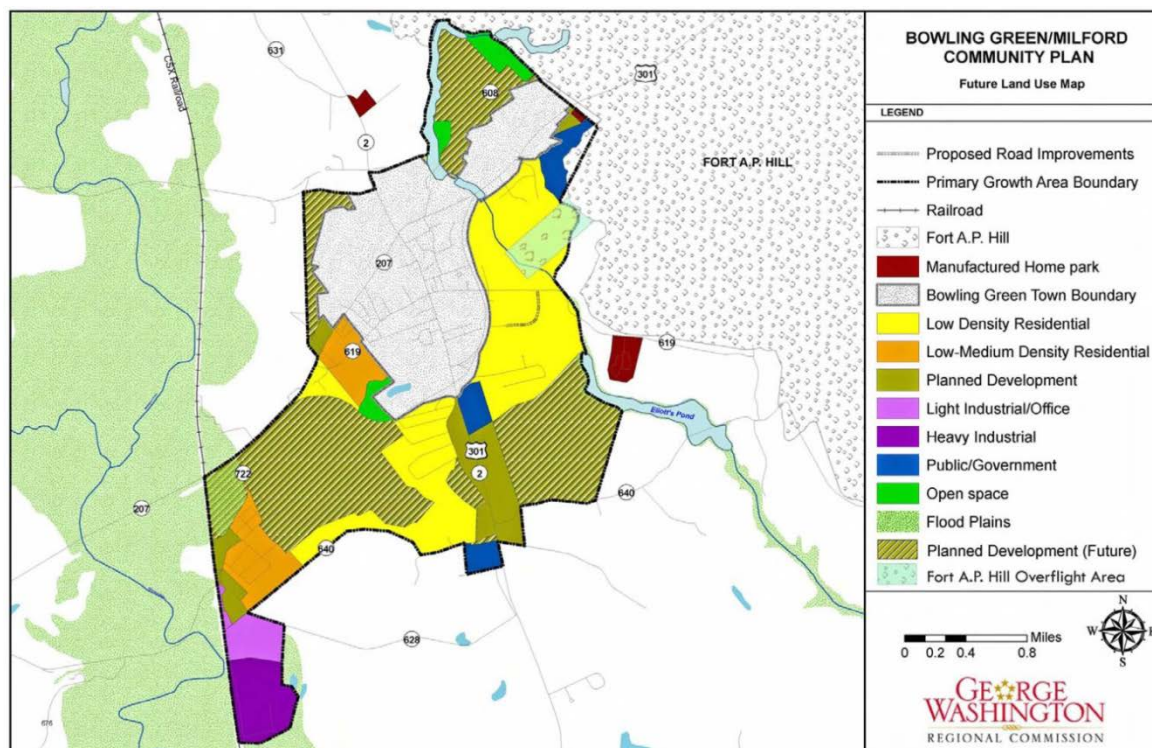 BOWLING GREEN/MILFORD
COMMUNITY PLAN
Future Land Use Map
LEGEND
Proposed Road Improvements
Primary Growth Area Boundary
Railroad
Fort A.P. Hill
Manufactured Home park
Bowling Green Town Boundary
Low Density Residential
Low-Medium Density Residential
Planned Development
Light Industrial/Office
Heavy Industrial
Public/Government
Open space
Flood Plains
Planned Development (Future)
Fort A.P. Hill Overflight Area
N
W E
S
Miles
0 0.2 0.4 0.8
GEORGE
WASHINGTON
REGIONAL COMMISSION
CSX Railroad
631
301
608
2
FORT A.P. HILL
207
619
619
Eliott's Pond
301
2
722
207
640
640
628
676